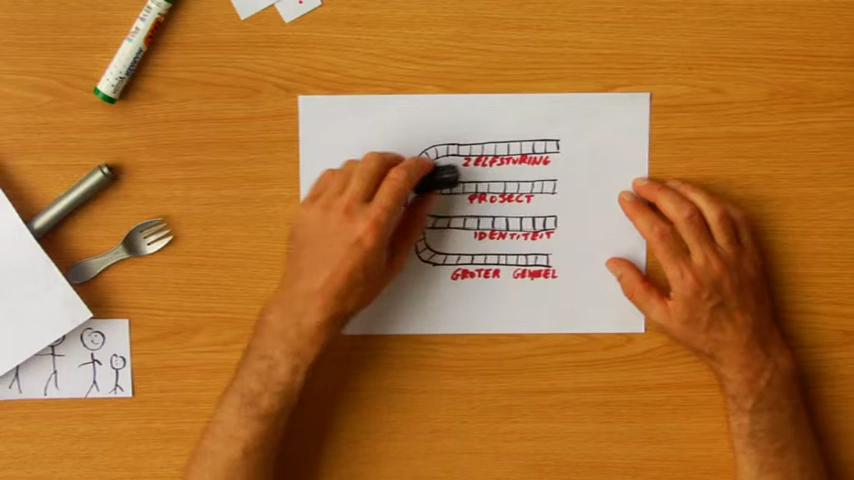 ZELFSTURING
PROJECT
IDENTITEIT
GROTER GEHEEL